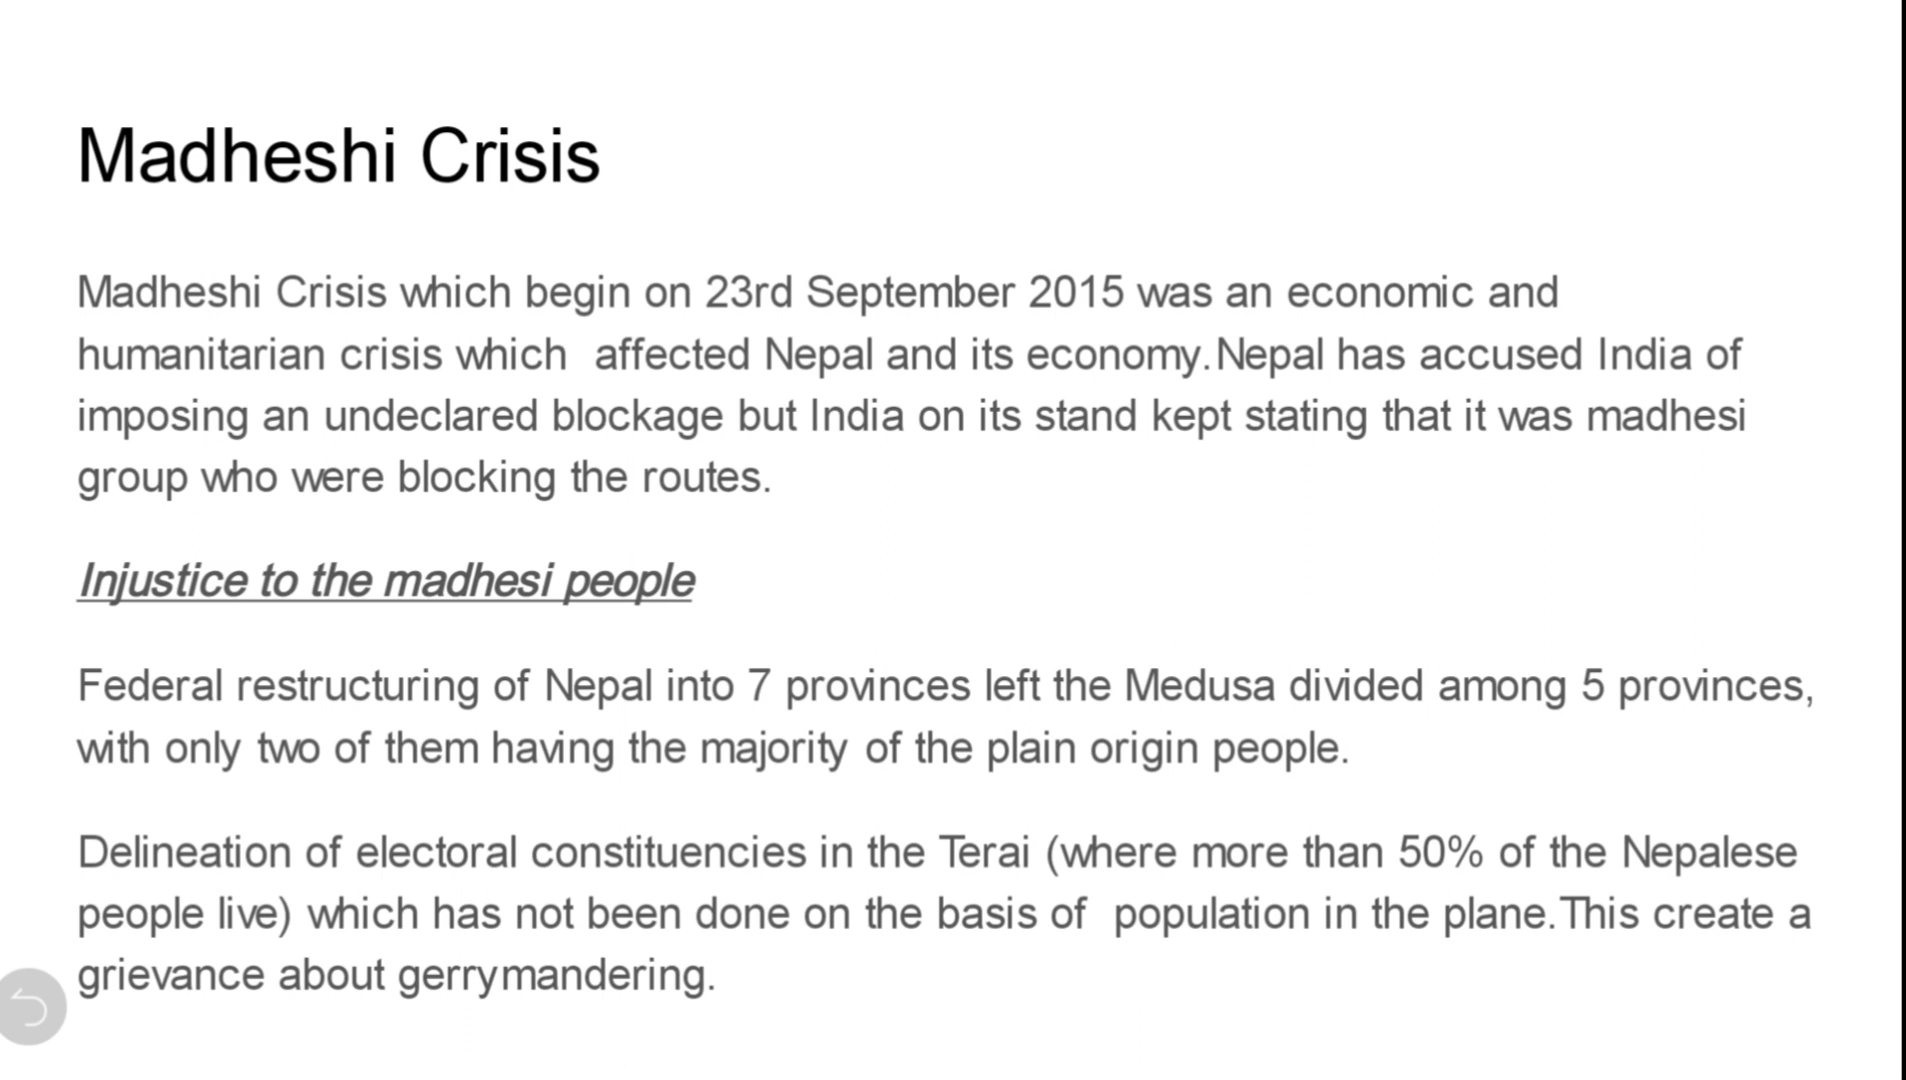 Madheshi Crisis
Madheshi Crisis which begin on 23rd September 2015 was an economic and
humanitarian crisis which  affected Nepal and its economy.Nepal has accused India of
imposing an undeclared blockage but India on its stand kept stating that it was madhesi
group who were blocking the routes.
Injustice to the madhesi people
Federal restructuring of Nepal into 7 provinces left the Medusa divided among 5 provinces,
with only two of them having the majority of the plain origin people.
Delineation of electoral constituencies in the Terai (where more than 50% of the Nepalese
people live) which has not been done on the basis of  population in the plane.This create a
grievance about gerrymandering.